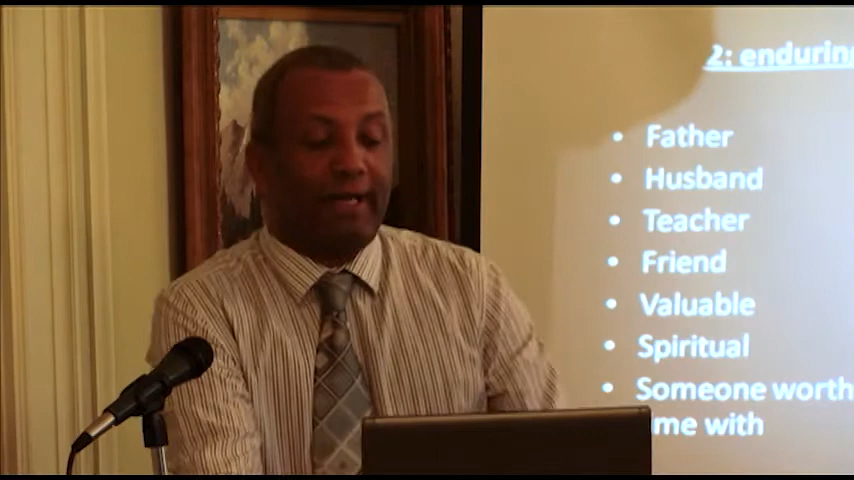 2: enduring
• Father
• Husband
• Teacher
• Friend
• Valuable
• Spiritual
• Someone worth
me with